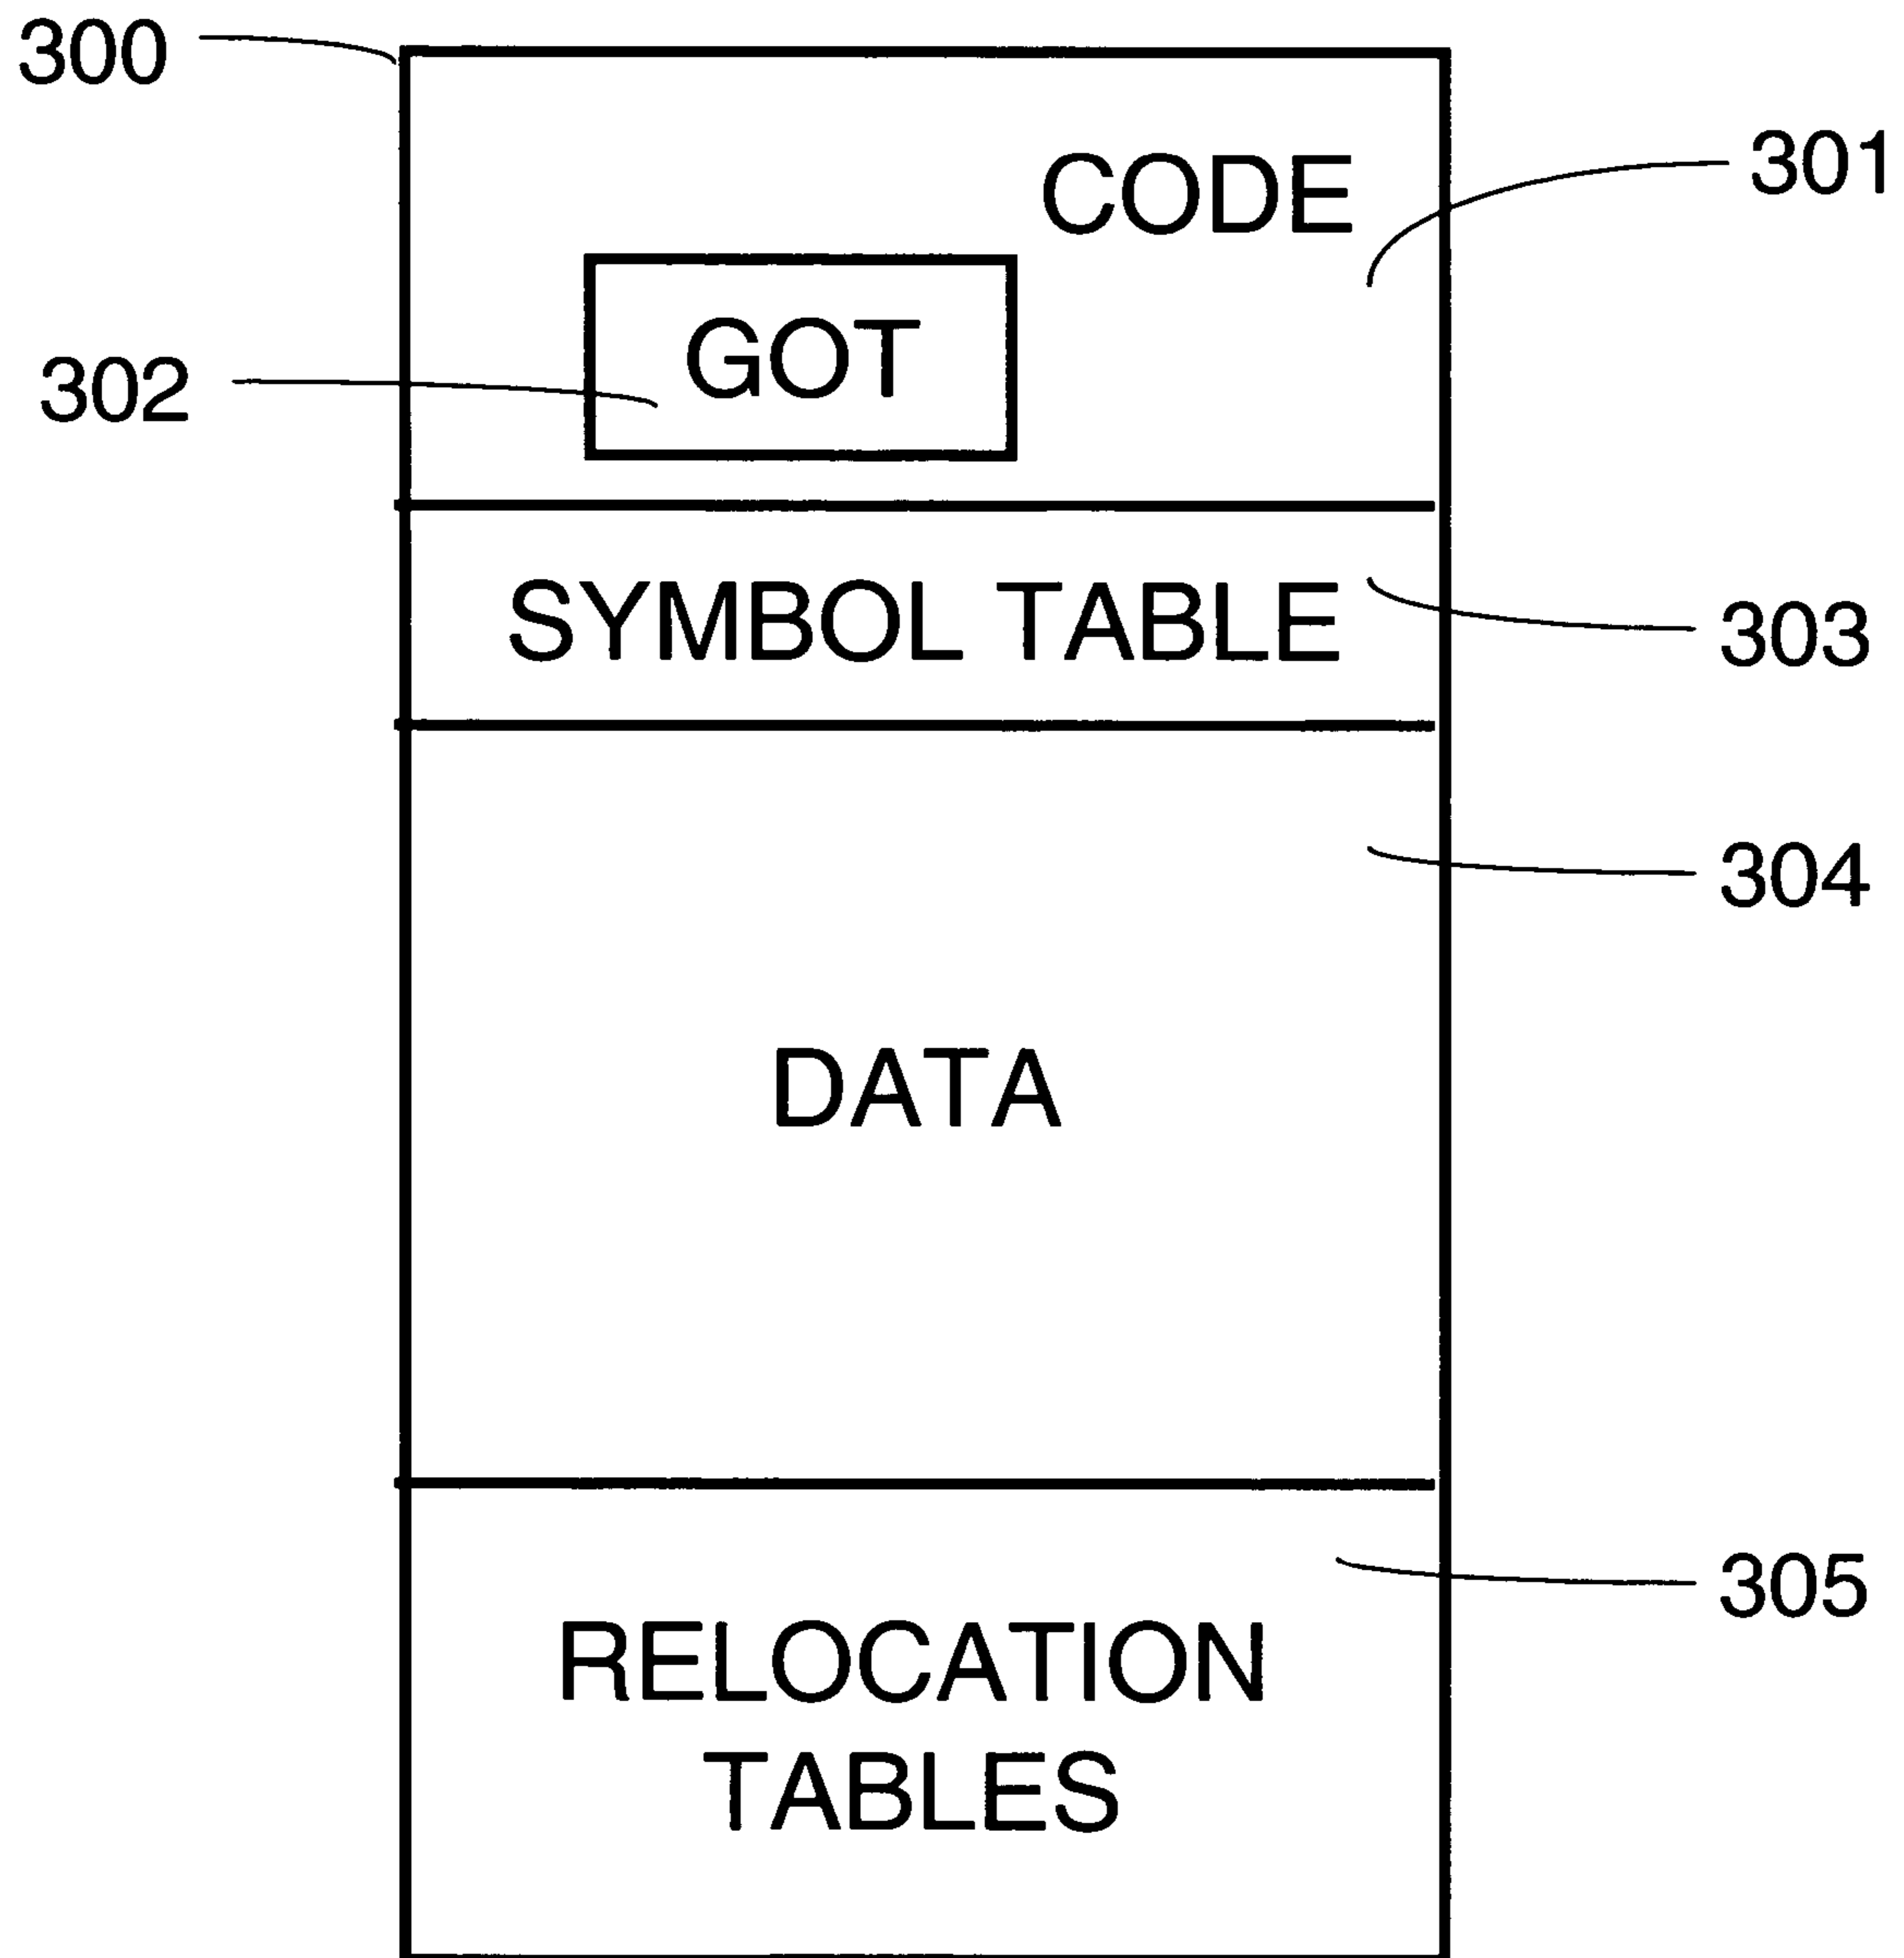 300
CODE
301
GOT
302
SYMBOL TABLE
303
304
DATA
305
RELOCATION
TABLES